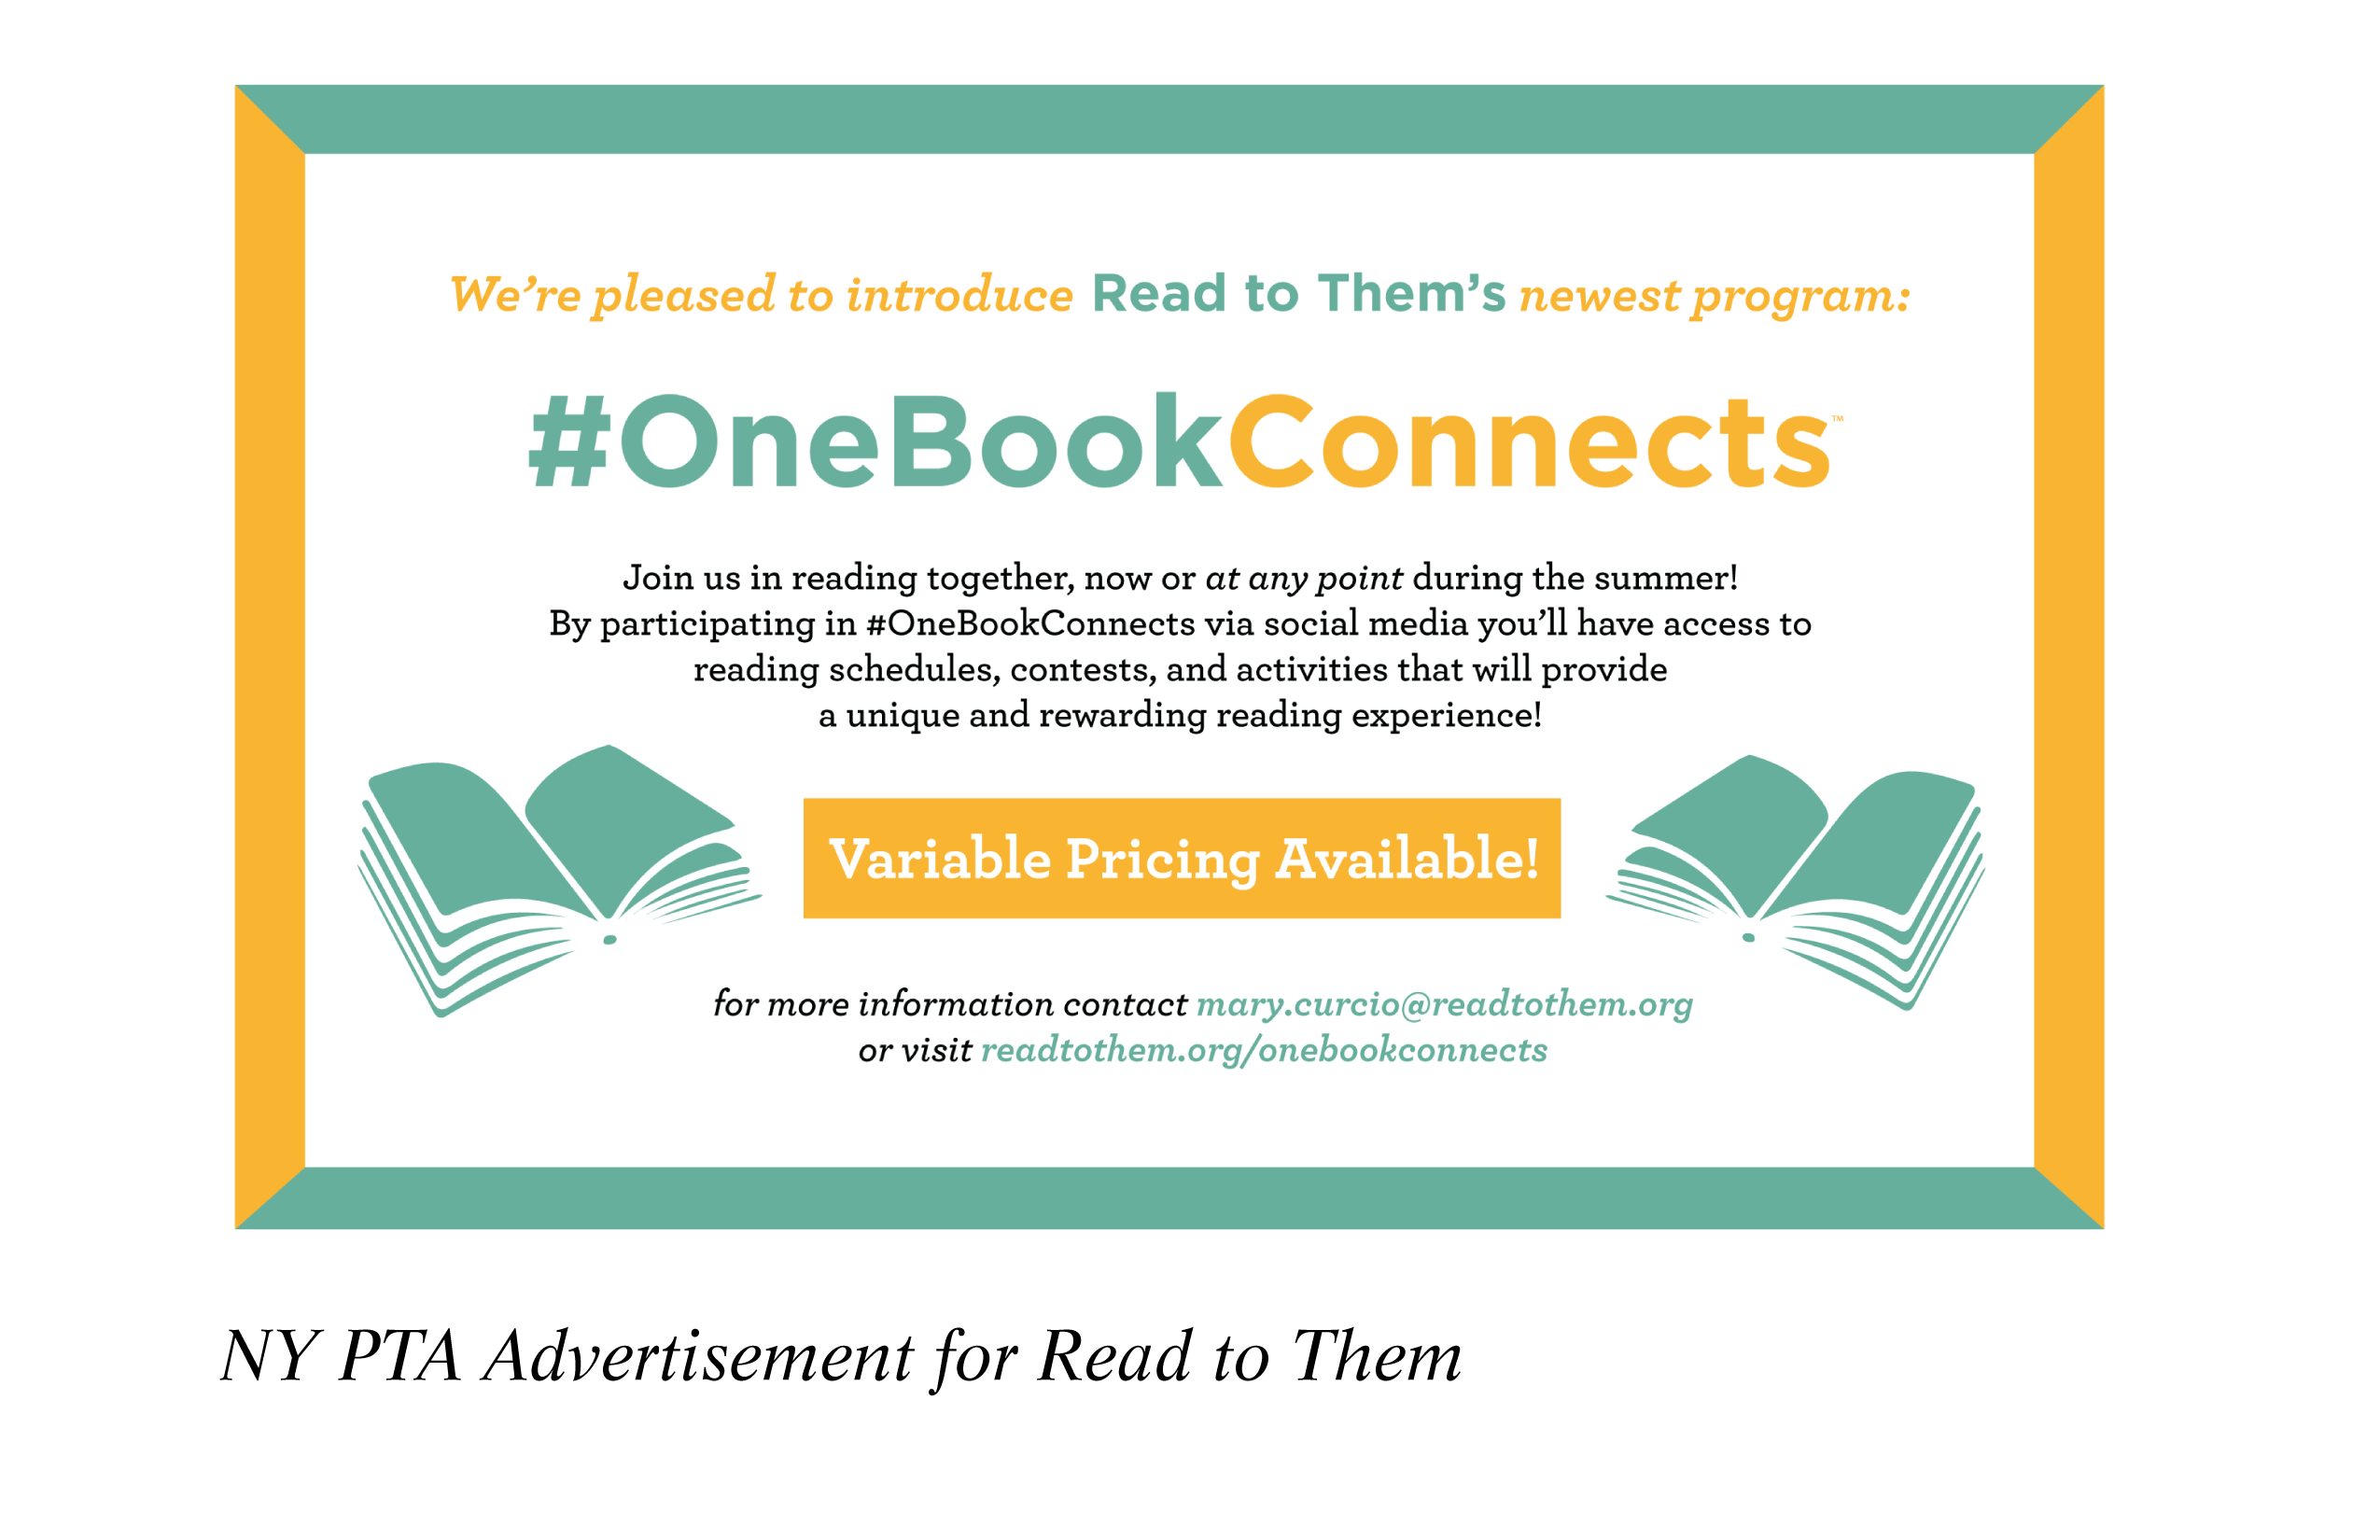 We're pleased to introduce Read to Them's newest program:
#OneBookConnects™
Join us in reading together, now or at any point during the summer!
By participating in #OneBookConnects via social media you'll have access to
reading schedules, contests, and activities that will provide
a unique and rewarding reading experience!
Variable Pricing Available!
for more information contact mary.curcio@readtothem.org
or visit readtothem.org/onebookconnects
NY PTA Advertisement for Read to Them